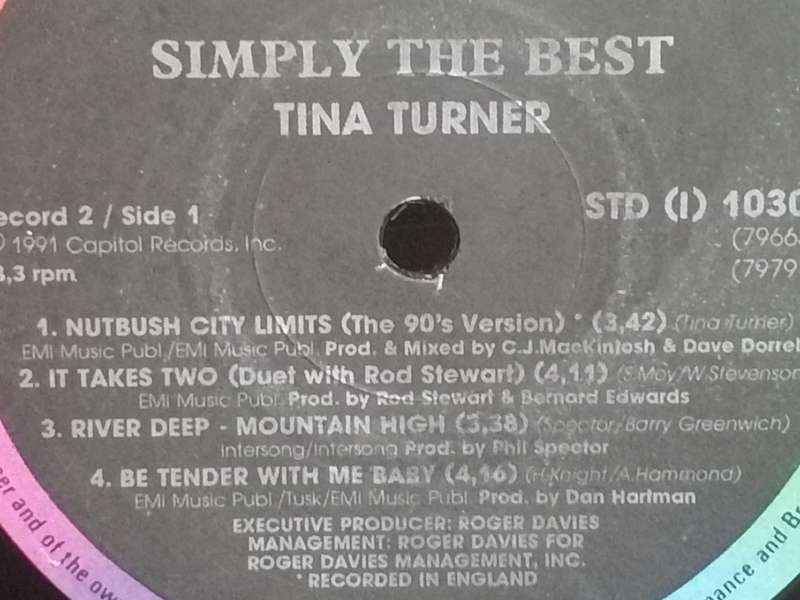 SIMPLY THE BEST
TINA TURNER
ecord 2 / Side 1
STD (I) 1030
℗ 1991 Capitol Records, Inc.
(7966
3,3 rpm
(7979
1. NUTBUSH CITY LIMITS (The 90's Version) * (3,42) (Tina Turner)
EMI Music Publ./EMI Music Publ. Prod. & Mixed by C.J.MacKintosh & Dave Dorrel
2. IT TAKES TWO (Duet with Rod Stewart) (4,11) (S.Moy/W.Stevenson
EMI Music Publ. Prod. by Rod Stewart & Bernard Edwards
3. RIVER DEEP - MOUNTAIN HIGH (3,38) (Spector/Barry Greenwich)
Intersong/Intersong Prod. by Phil Spector
4. BE TENDER WITH ME BABY (4,16) (H.Knight/A.Hammond)
EMI Music Publ./Tusk/EMI Music Publ. Prod. by Dan Hartman
EXECUTIVE PRODUCER: ROGER DAVIES
MANAGEMENT: ROGER DAVIES FOR
ROGER DAVIES MANAGEMENT, INC.
* RECORDED IN ENGLAND
er and of the ow
mance and Br